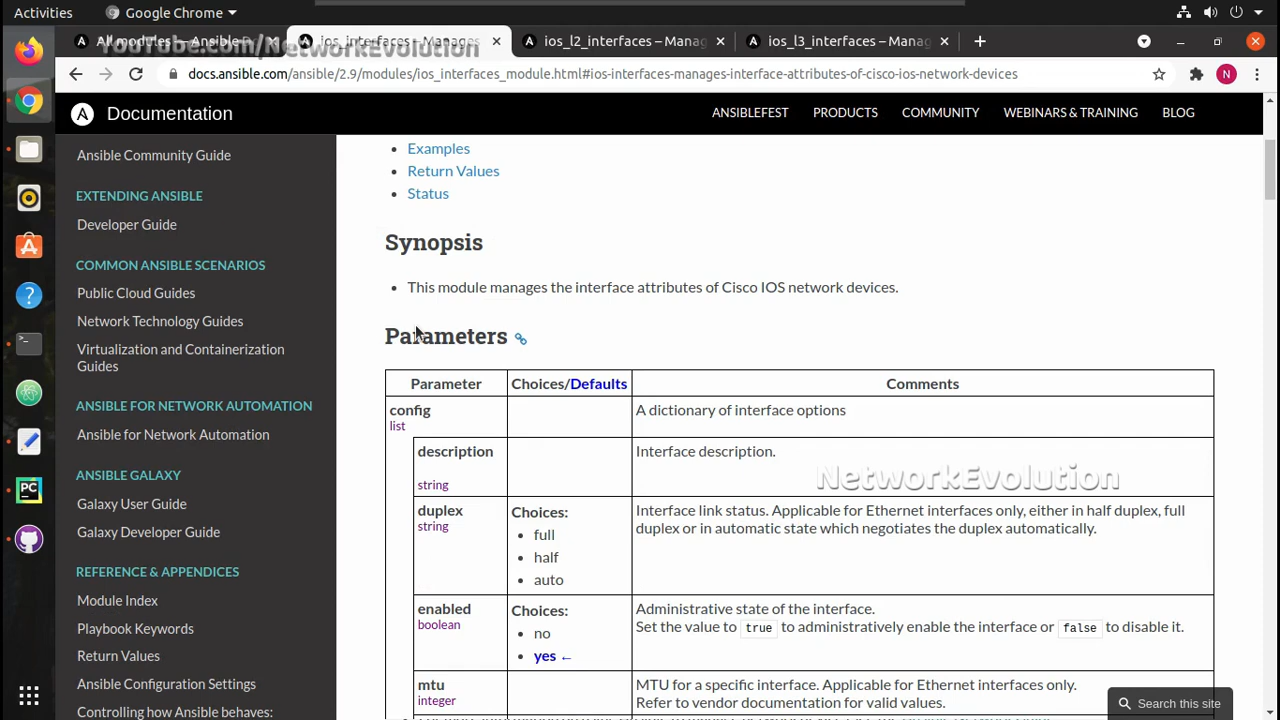 Activities
Google Chrome
All modules — Ansible D
ios_interfaces – Manages
ios_l2_interfaces – Manag
ios_l3_interfaces – Manag
YouTube.com/NetworkEvolution
docs.ansible.com/ansible/2.9/modules/ios_interfaces_module.html#ios-interfaces-manages-interface-attributes-of-cisco-ios-network-devices
N
Documentation
ANSIBLEFEST
PRODUCTS
COMMUNITY
WEBINARS & TRAINING
BLOG
Ansible Community Guide
EXTENDING ANSIBLE
Developer Guide
COMMON ANSIBLE SCENARIOS
Public Cloud Guides
Network Technology Guides
Virtualization and Containerization
Guides
ANSIBLE FOR NETWORK AUTOMATION
Ansible for Network Automation
ANSIBLE GALAXY
Galaxy User Guide
Galaxy Developer Guide
REFERENCE & APPENDICES
Module Index
Playbook Keywords
Return Values
Ansible Configuration Settings
Controlling how Ansible behaves:
Examples
Return Values
Status
Synopsis
This module manages the interface attributes of Cisco IOS network devices.
Parameters
Parameter
Choices/Defaults
Comments
config
list
A dictionary of interface options
description
string
Interface description.
NetworkEvolution
duplex
string
Choices:
full
half
auto
Interface link status. Applicable for Ethernet interfaces only, either in half duplex, full
duplex or in automatic state which negotiates the duplex automatically.
enabled
boolean
Choices:
no
yes ←
Administrative state of the interface.
Set the value to true to administratively enable the interface or false to disable it.
mtu
integer
MTU for a specific interface. Applicable for Ethernet interfaces only.
Refer to vendor documentation for valid values.
Search this site